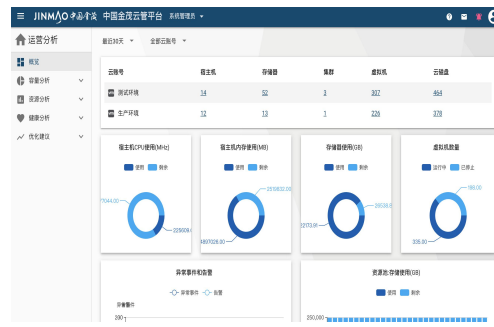 JINMAO 中国金茂 中国金茂云管平台 系统管理员
运营分析
最近30天 全部云账号
概览
容量分析
资源分析
健康分析
优化建议
云账号 宿主机 存储器 集群 虚拟机 云磁盘
测试环境 14 52 3 307 464
生产环境 12 13 1 226 378
宿主机CPU使用(MHz) 宿主机内存使用(MB) 存储器使用(GB) 虚拟机数量
使用 剩余 使用 剩余 使用 剩余 运行中 已停止
198.00
335.00
异常事件和告警 资源池:存储使用(GB)
异常事件 告警 使用 剩余
250,000